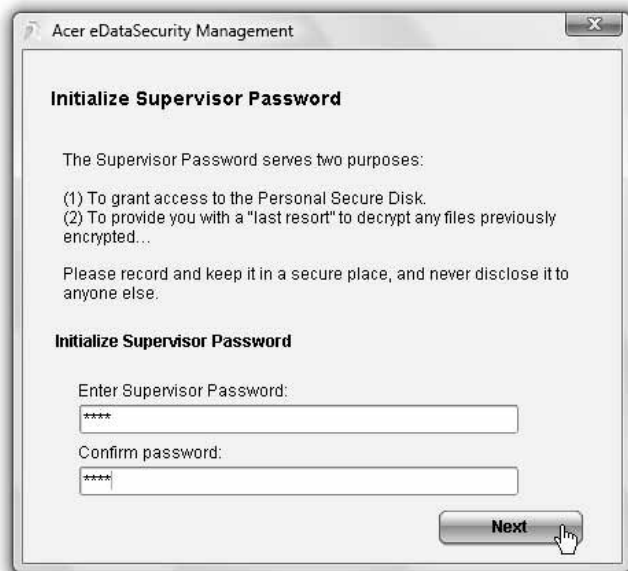 Acer eDataSecurity Management
Initialize Supervisor Password
The Supervisor Password serves two purposes:
(1) To grant access to the Personal Secure Disk.
(2) To provide you with a "last resort" to decrypt any files previously
encrypted...
Please record and keep it in a secure place, and never disclose it to
anyone else.
Initialize Supervisor Password
Enter Supervisor Password:
****
Confirm password:
****
Next